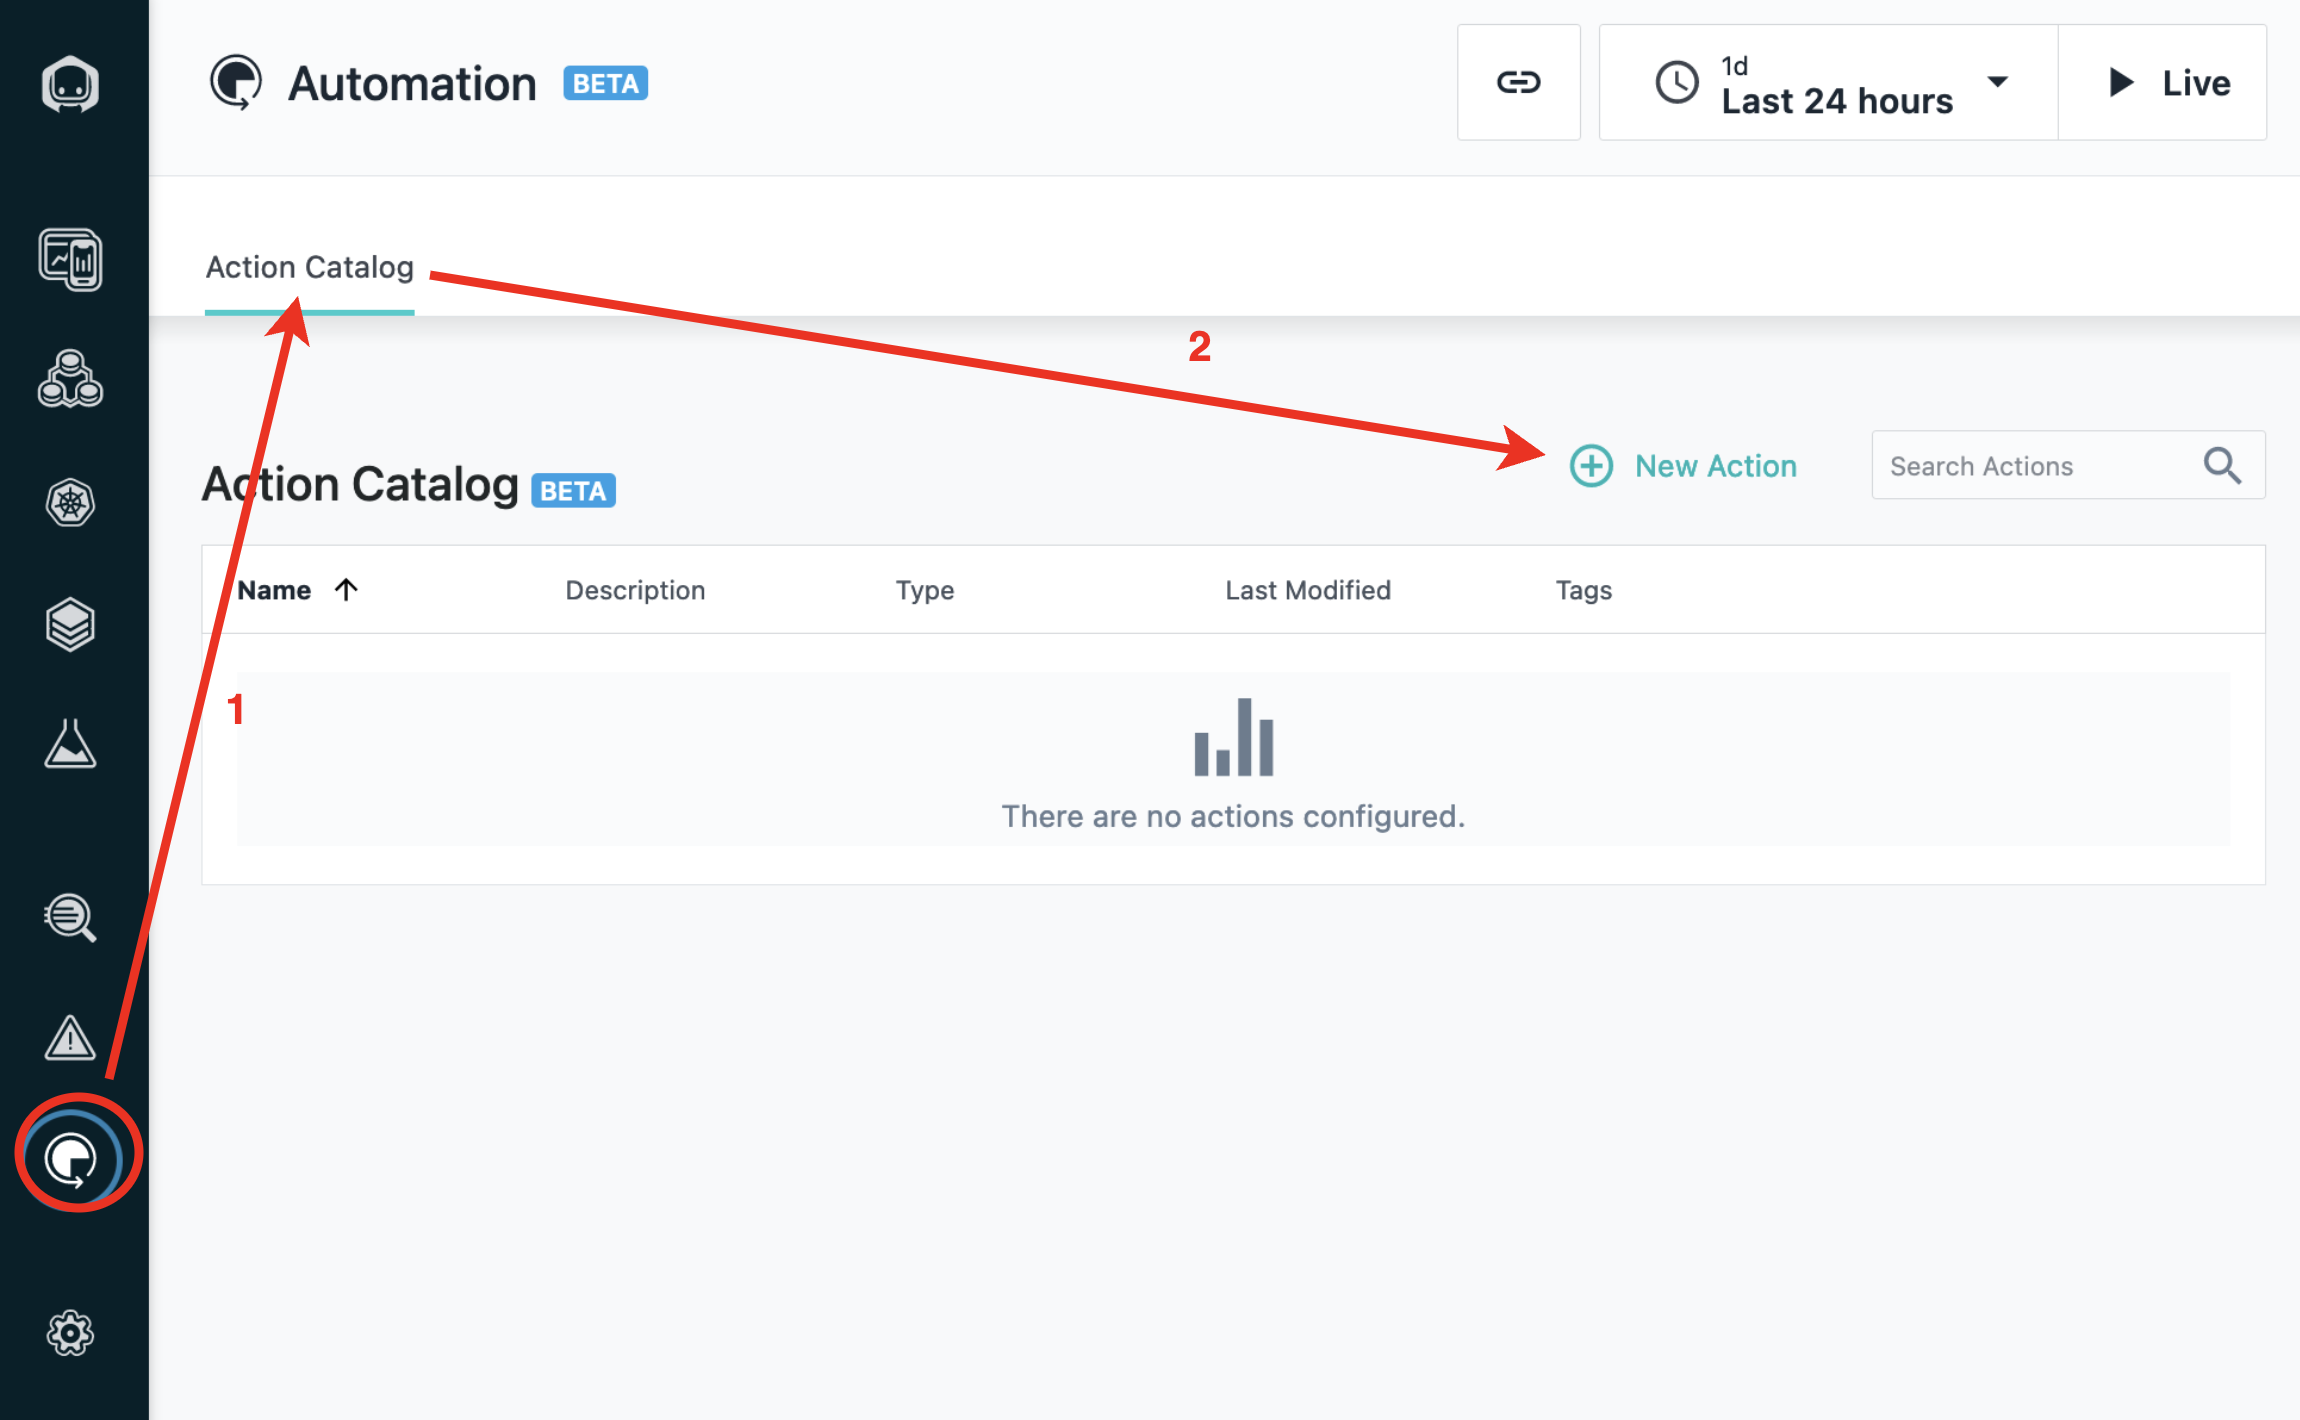 Automation BETA
1d
Last 24 hours
Live
Action Catalog
2
Action Catalog BETA
New Action
Search Actions
Name Description Type Last Modified Tags
1
There are no actions configured.